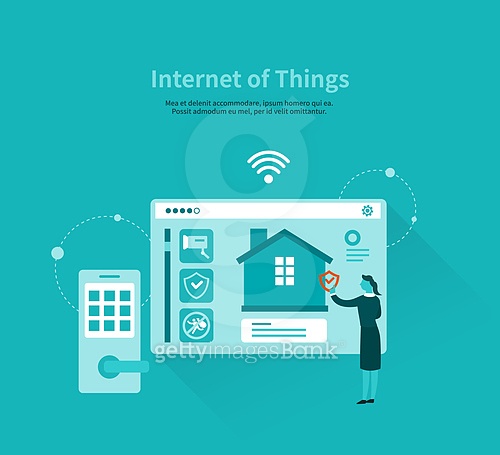 Internet of Things
Mea et delenit accommodare, ipsum homero qui ea.
Possit admodum eu mel, per id velit omittantur.
gettyimagesBank